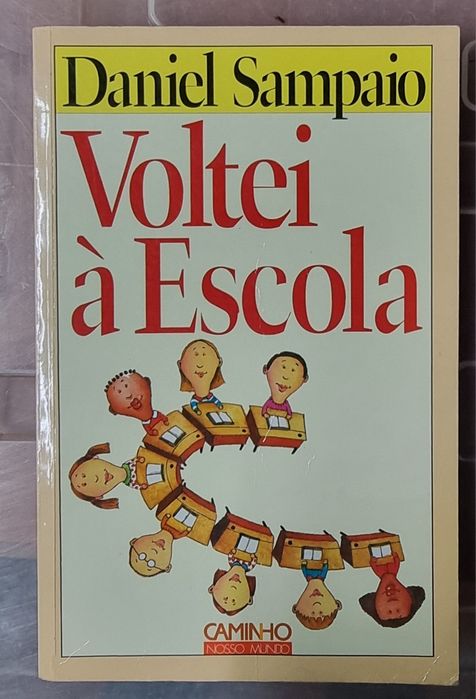 Daniel Sampaio
Voltei
à Escola
CAMINHO
NOSSO MUNDO